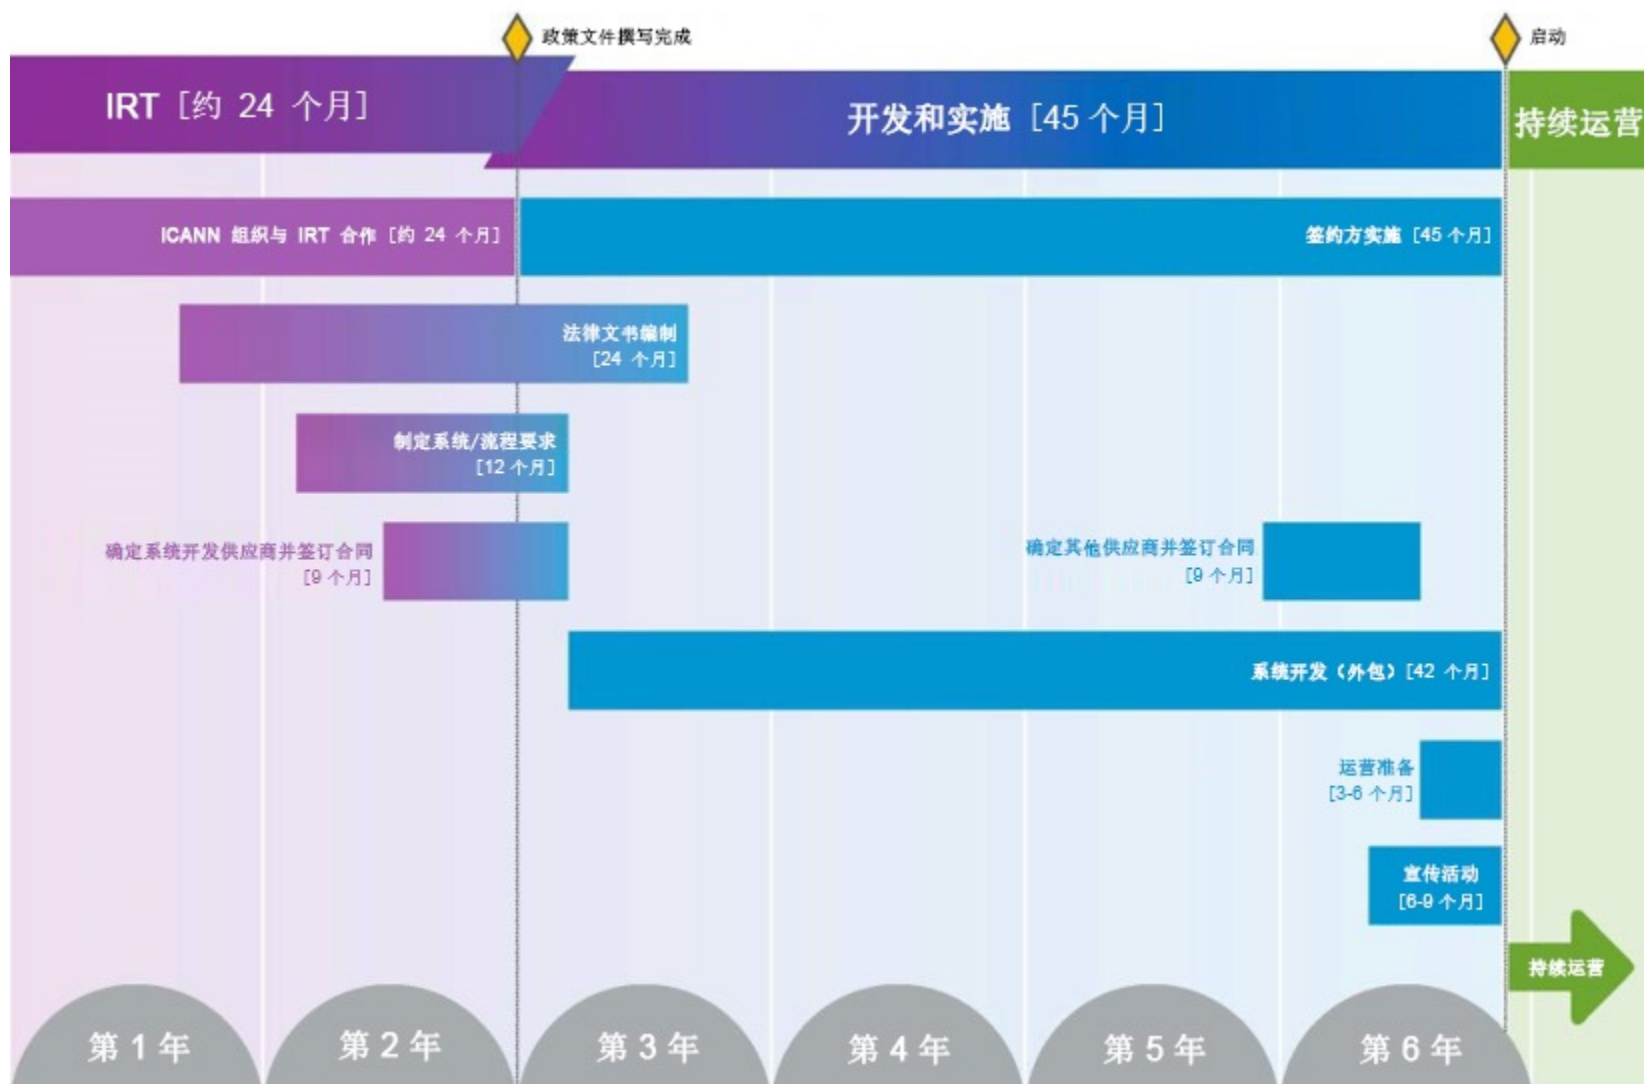 政策文件撰写完成
启动
IRT [约 24 个月]
开发和实施 [45 个月]
持续运营
ICANN 组织与 IRT 合作 [约 24 个月]
签约方实施 [45 个月]
法律文书编制
[24 个月]
制定系统/流程要求
[12 个月]
确定系统开发供应商并签订合同
[9 个月]
确定其他供应商并签订合同
[9 个月]
系统开发（外包）[42 个月]
运营准备
[3-6 个月]
宣传活动
[6-9 个月]
持续运营
第 1 年
第 2 年
第 3 年
第 4 年
第 5 年
第 6 年